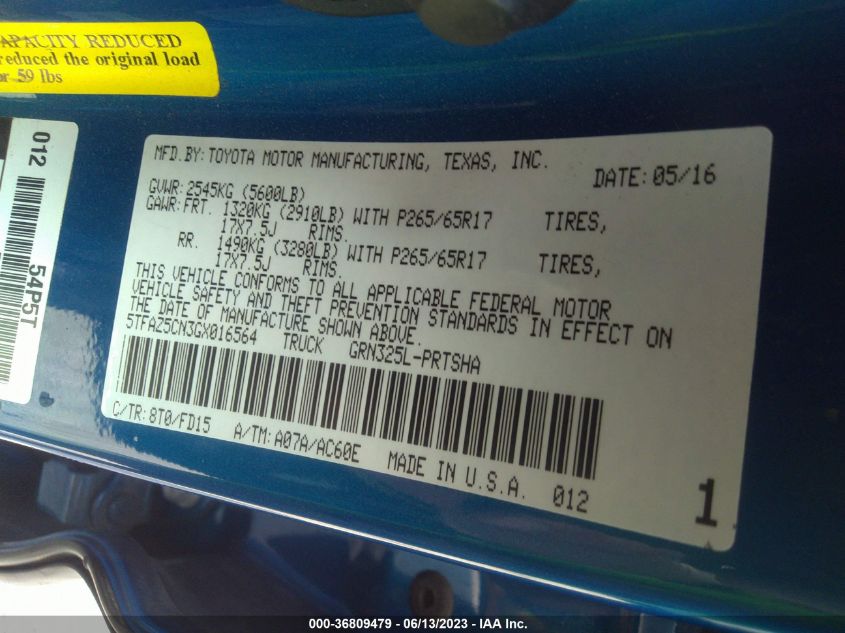 APACITY REDUCED
reduced the original load
or 59 lbs
012
54P5T
MFD.BY:TOYOTA MOTOR MANUFACTURING, TEXAS, INC.
DATE:05/16
GVWR:2545KG (5600LB)
GAWR:FRT. 1320KG (2910LB) WITH P265/65R17 TIRES,
17X7.5J RIMS.
RR. 1490KG (3280LB) WITH P265/65R17 TIRES,
17X7.5J RIMS.
THIS VEHICLE CONFORMS TO ALL APPLICABLE FEDERAL MOTOR
VEHICLE SAFETY AND THEFT PREVENTION STANDARDS IN EFFECT ON
THE DATE OF MANUFACTURE SHOWN ABOVE.
5TFAZ5CN3GX016564 TRUCK GRN325L-PRTSHA
C/TR:8T0/FD15 A/TM:A07A/AC60E MADE IN U.S.A. 012
1
000-36809479 - 06/13/2023 - IAA Inc.